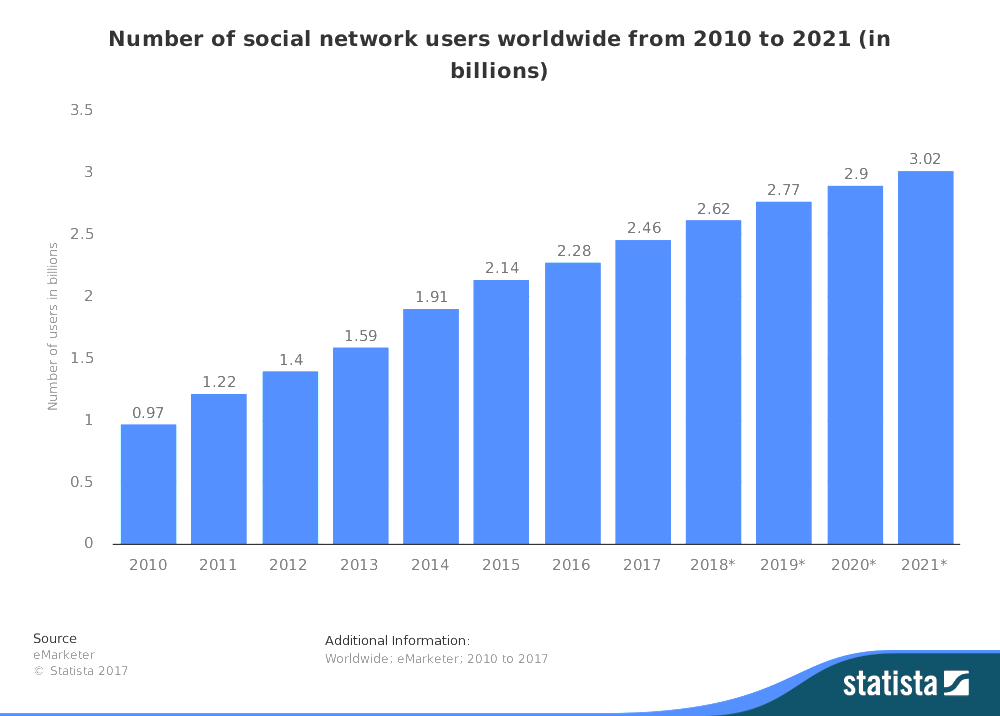 Number of social network users worldwide from 2010 to 2021 (in
billions)
Number of users in billions
3.5
3
2.5
2
1.5
1
0.5
0
0.97
1.22
1.4
1.59
1.91
2.14
2.28
2.46
2.62
2.77
2.9
3.02
2010 2011 2012 2013 2014 2015 2016 2017 2018* 2019* 2020* 2021*
Source
eMarketer
© Statista 2017
Additional Information:
Worldwide; eMarketer; 2010 to 2017
statista